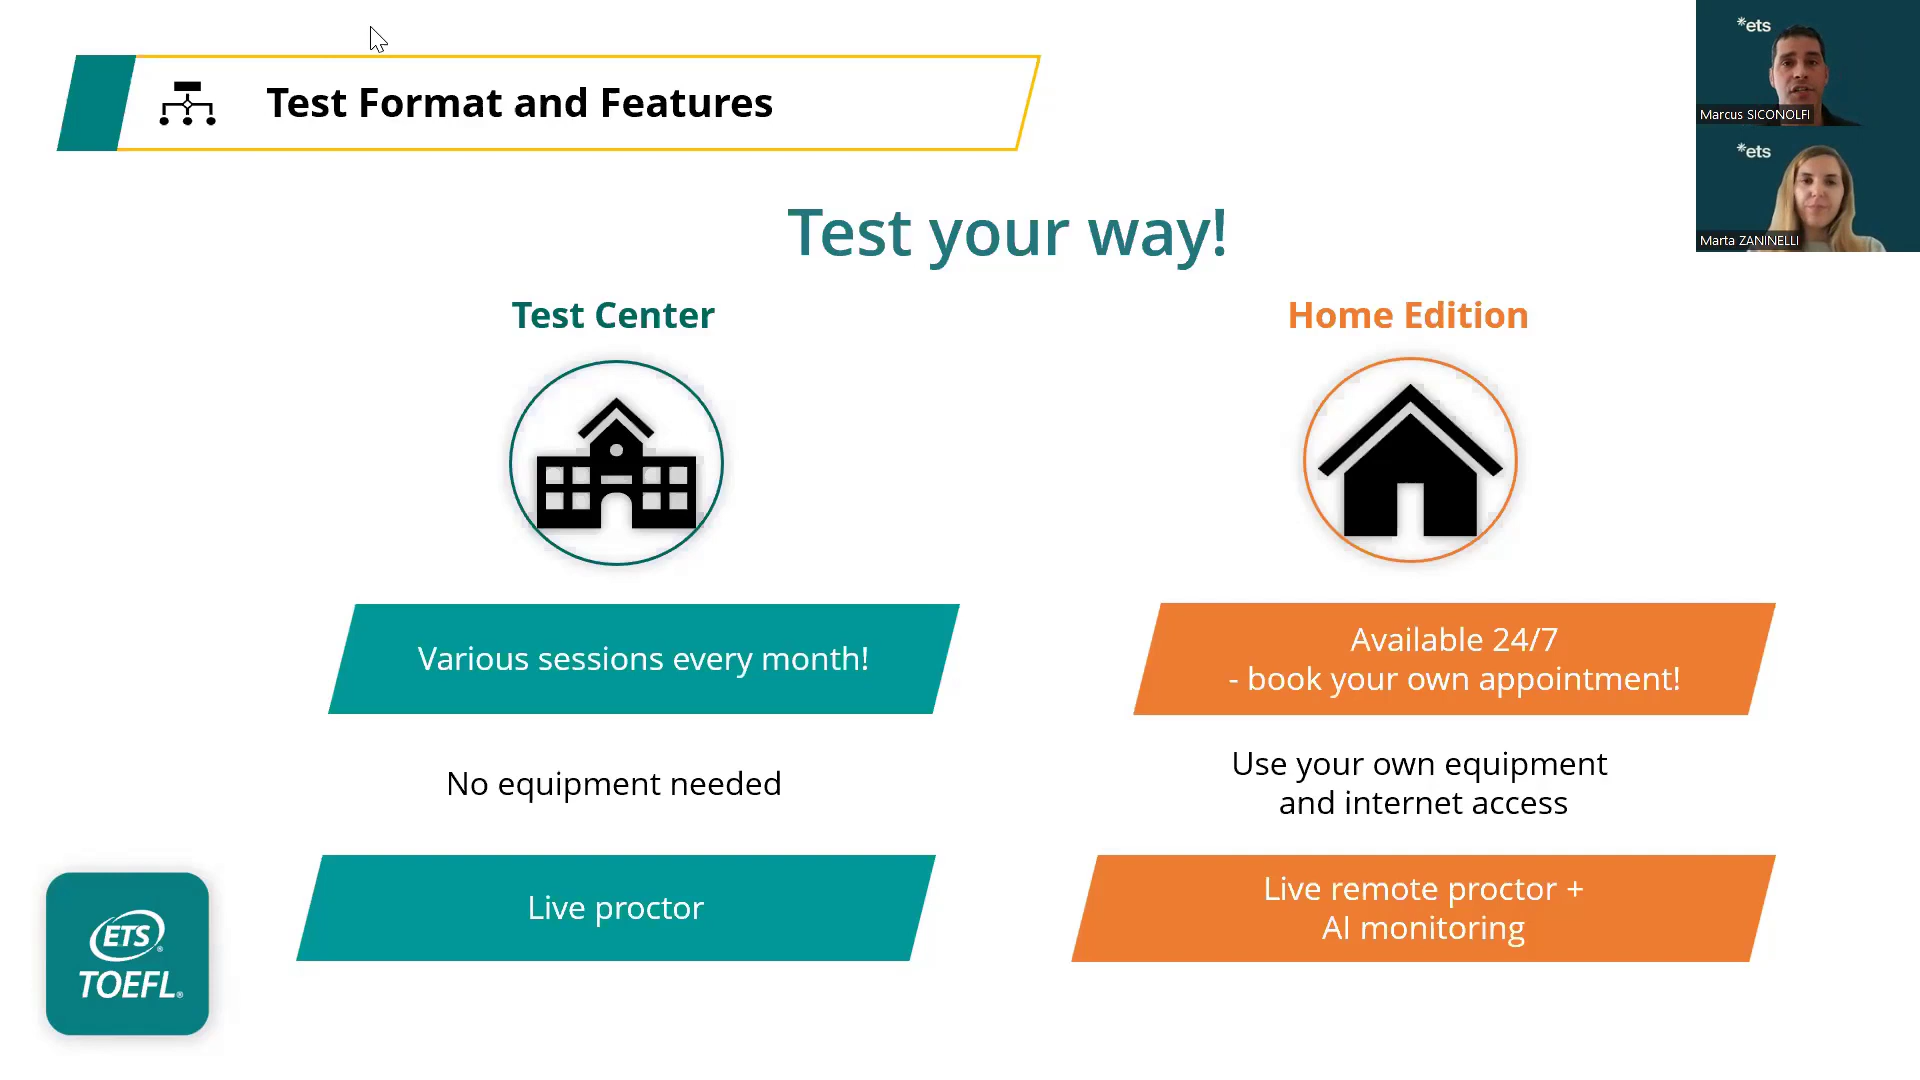 Test Format and Features
*ets
Marcus SICONOLFI
*ets
Marta ZANINELLI
Test your way!
Test Center
Home Edition
Various sessions every month!
Available 24/7
- book your own appointment!
No equipment needed
Use your own equipment
and internet access
Live proctor
Live remote proctor +
AI monitoring
ETS®
TOEFL®